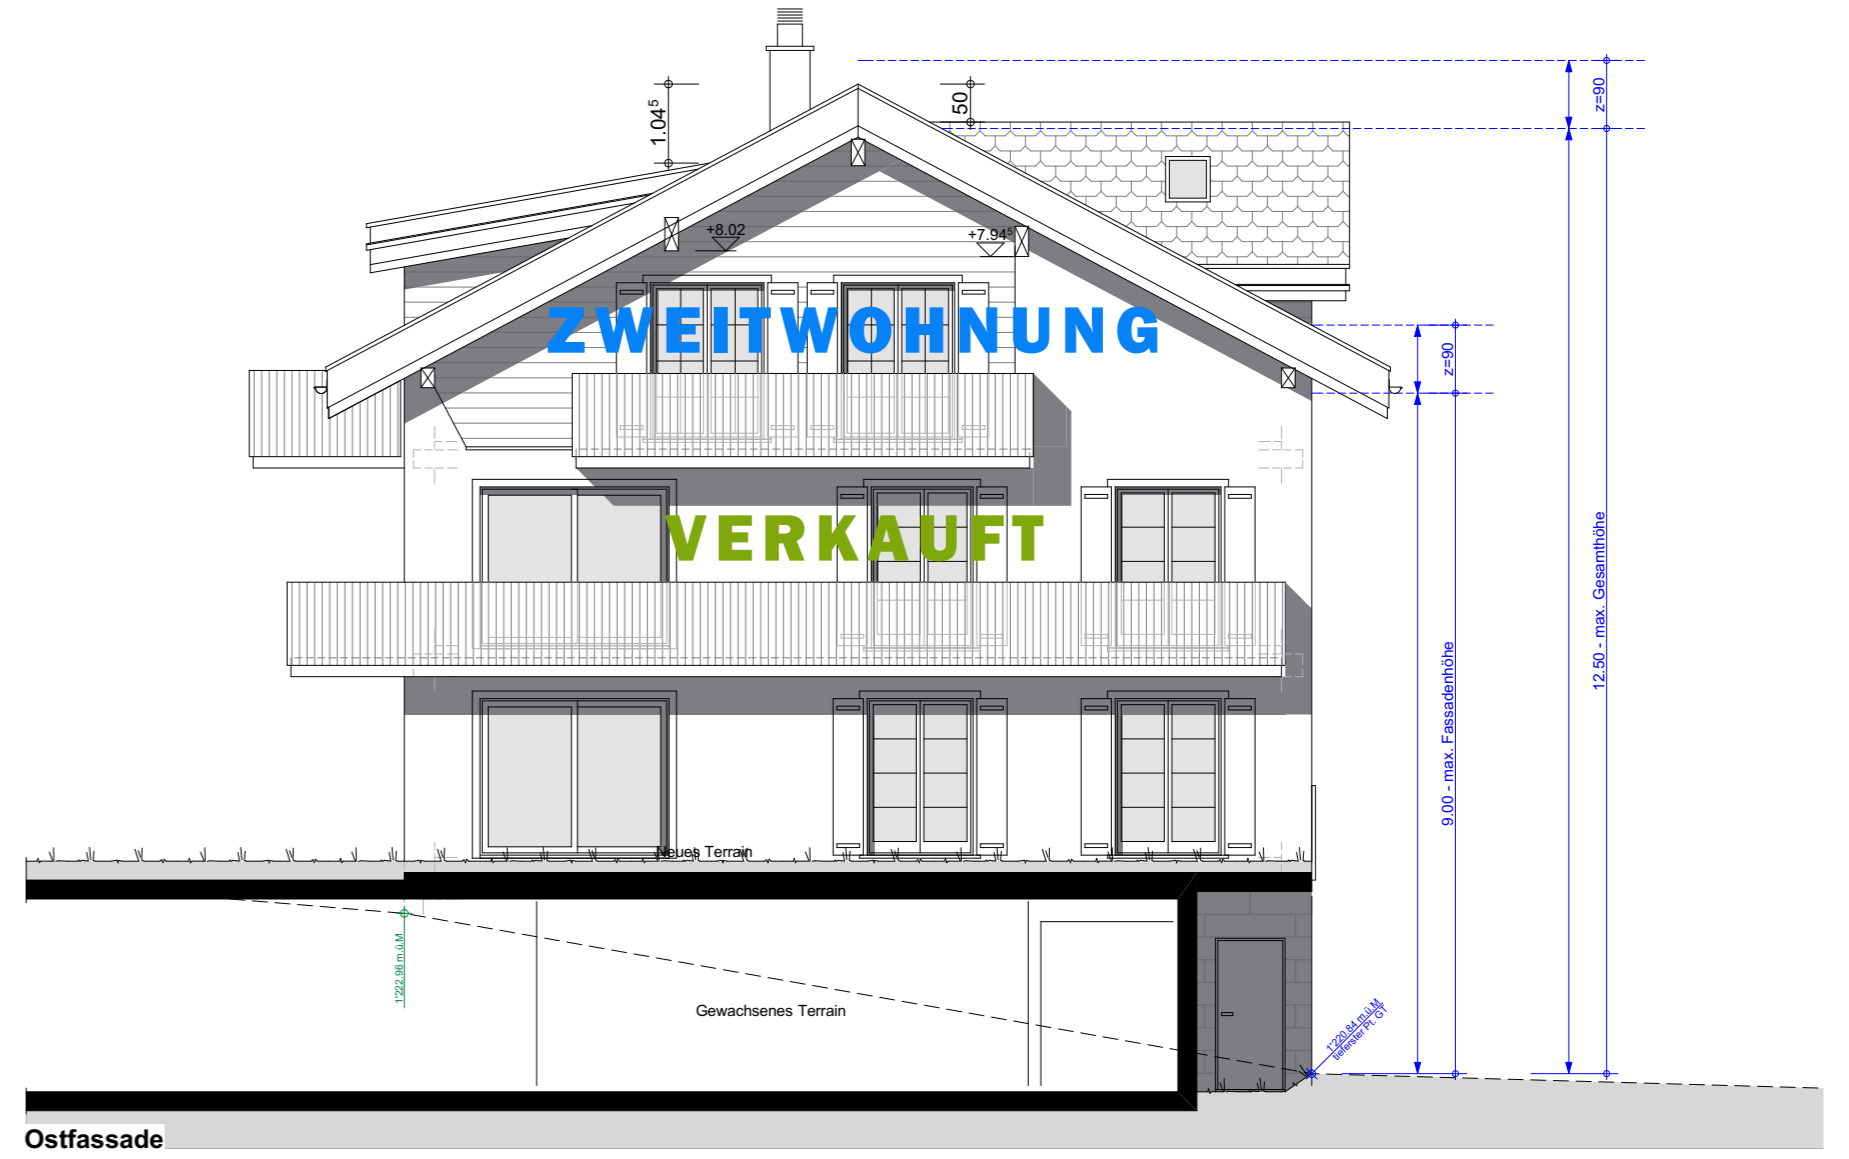 1.04⁵
50
z=90
+8.02
+7.94⁵
ZWEITWOHNUNG
z=90
VERKAUFT
12.50 - max. Gesamthöhe
9.00 - max. Fassadenhöhe
Neues Terrain
1'222.96 m.ü.M
Gewachsenes Terrain
1'220.84 m.ü.M
tieferster Pt. GT
Ostfassade